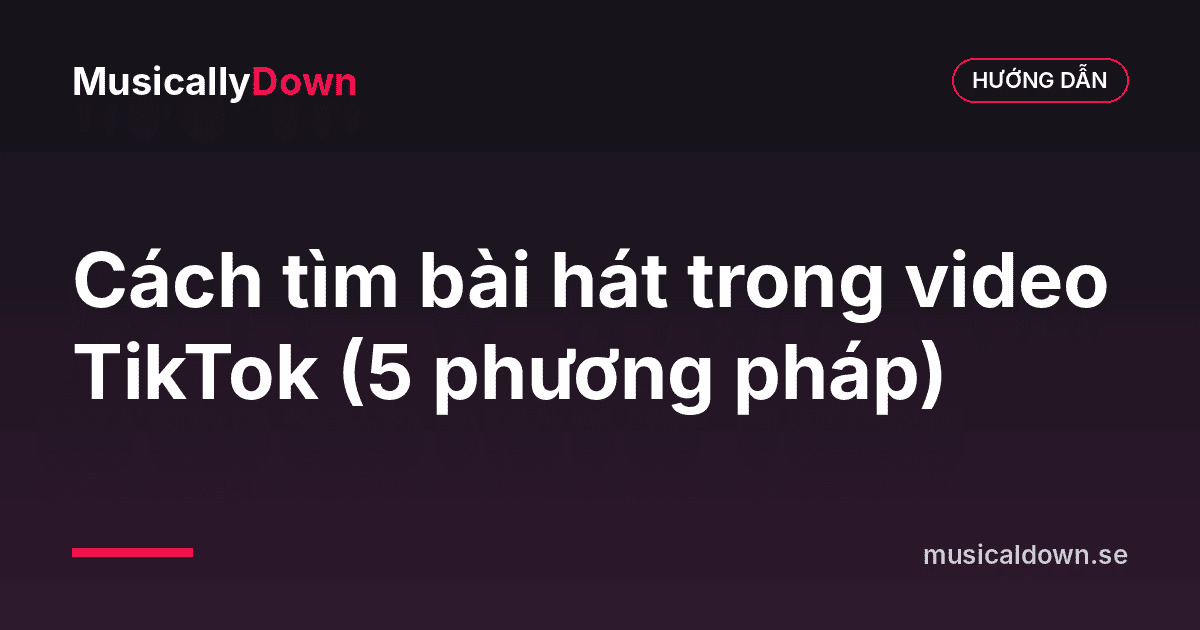 MusicallyDown
HƯỚNG DẪN
Cách tìm bài hát trong video
TikTok (5 phương pháp)
musicaldown.se